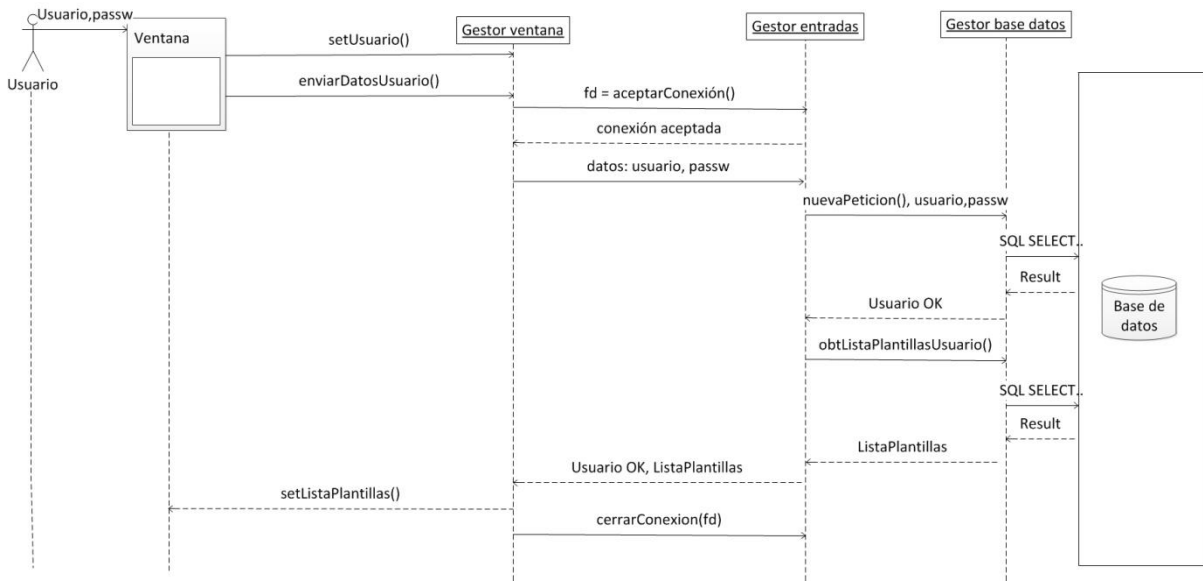 Usuario,passw
Ventana
Usuario
Gestor ventana
Gestor entradas
Gestor base datos
setUsuario()
enviarDatosUsuario()
fd = aceptarConexión()
conexión aceptada
datos: usuario, passw
nuevaPeticion(), usuario,passw
SQL SELECT..
Result
Usuario OK
Base de
datos
obtListaPlantillasUsuario()
SQL SELECT..
Result
ListaPlantillas
Usuario OK, ListaPlantillas
setListaPlantillas()
cerrarConexion(fd)